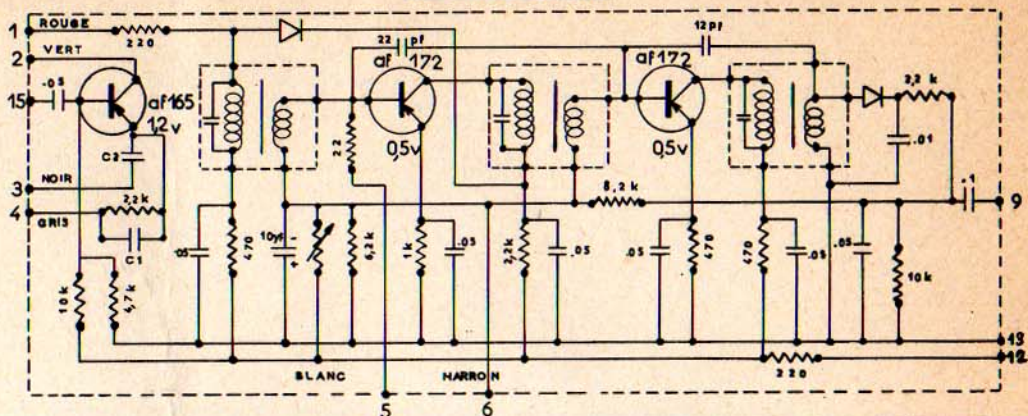 1 ROUGE
220
22 pf
12 pf
2 VERT
.05
af 172
af172
15
af165
1,2 v
2,2 k
22
.01
0,5v
0,5v
C2
3 NOIR
8,2 k
.1
9
4 GRIS
2,2k
C1
.05
470
10µf
-
+
6,2k
1k
.05
2,2k
.05
.05
470
470
.05
.05
10k
10k
4,7k
13
12
BLANC
HARROIN
220
5
6